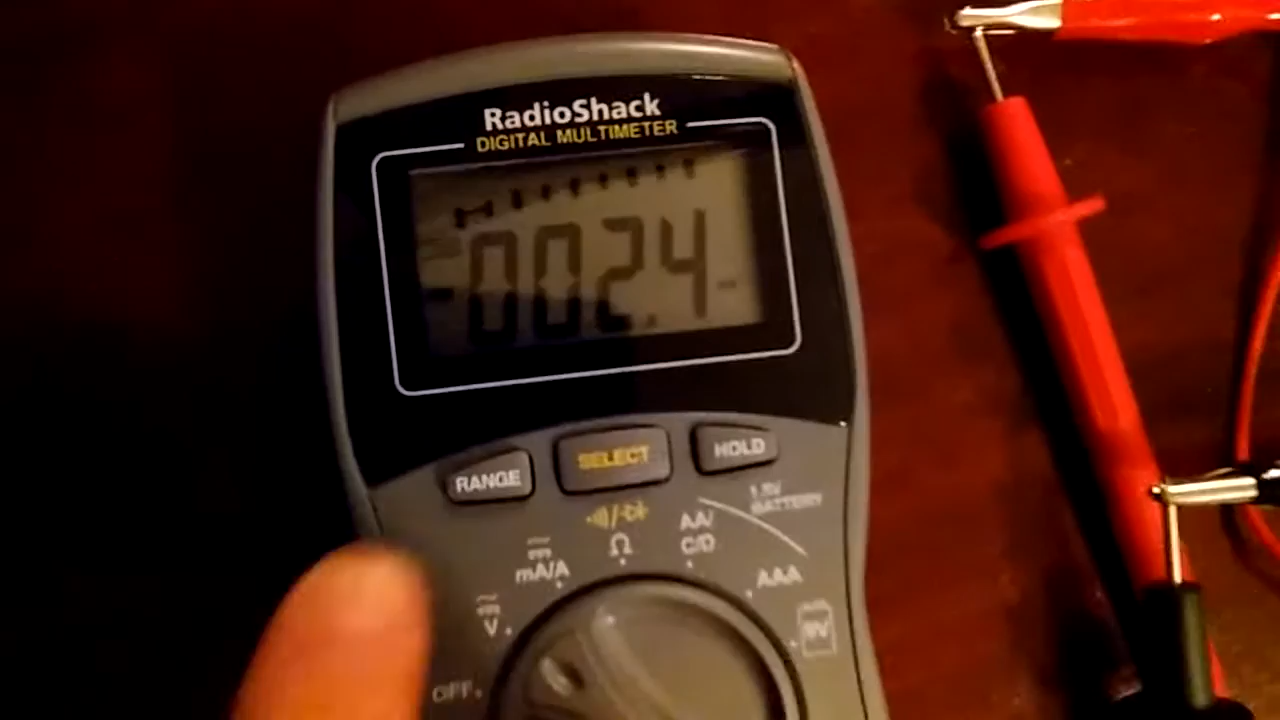 RadioShack
DIGITAL MULTIMETER
-002.4
RANGE
SELECT
HOLD
1.5V
BATTERY
AA/
C/D
Ω
mA/A
AAA
V
9V
OFF